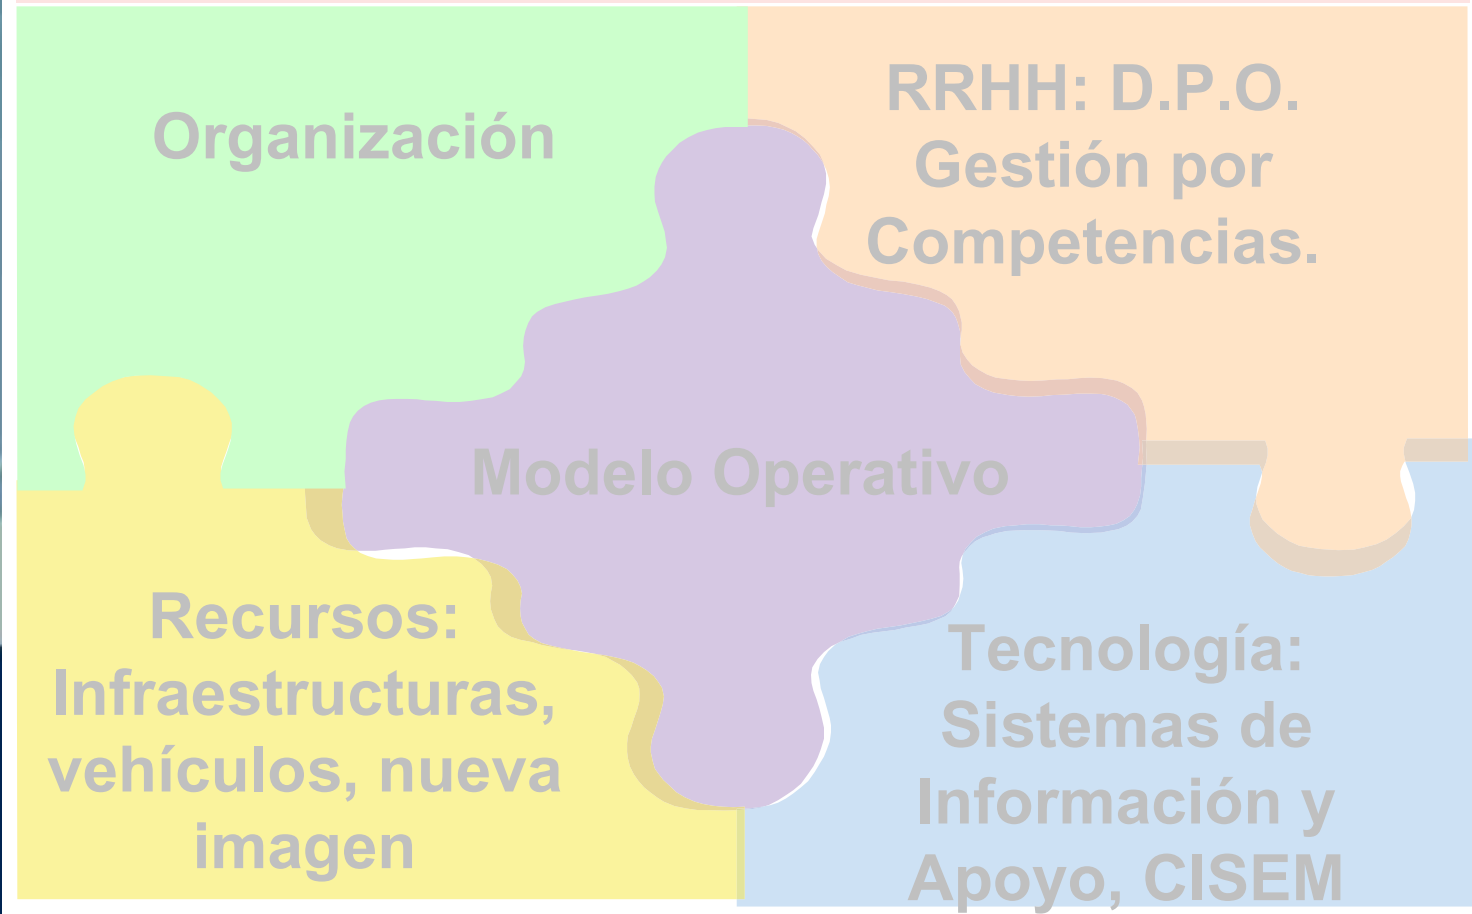 Organización
RRHH: D.P.O.
Gestión por
Competencias.
Modelo Operativo
Recursos:
Infraestructuras,
vehículos, nueva
imagen
Tecnología:
Sistemas de
Información y
Apoyo, CISEM